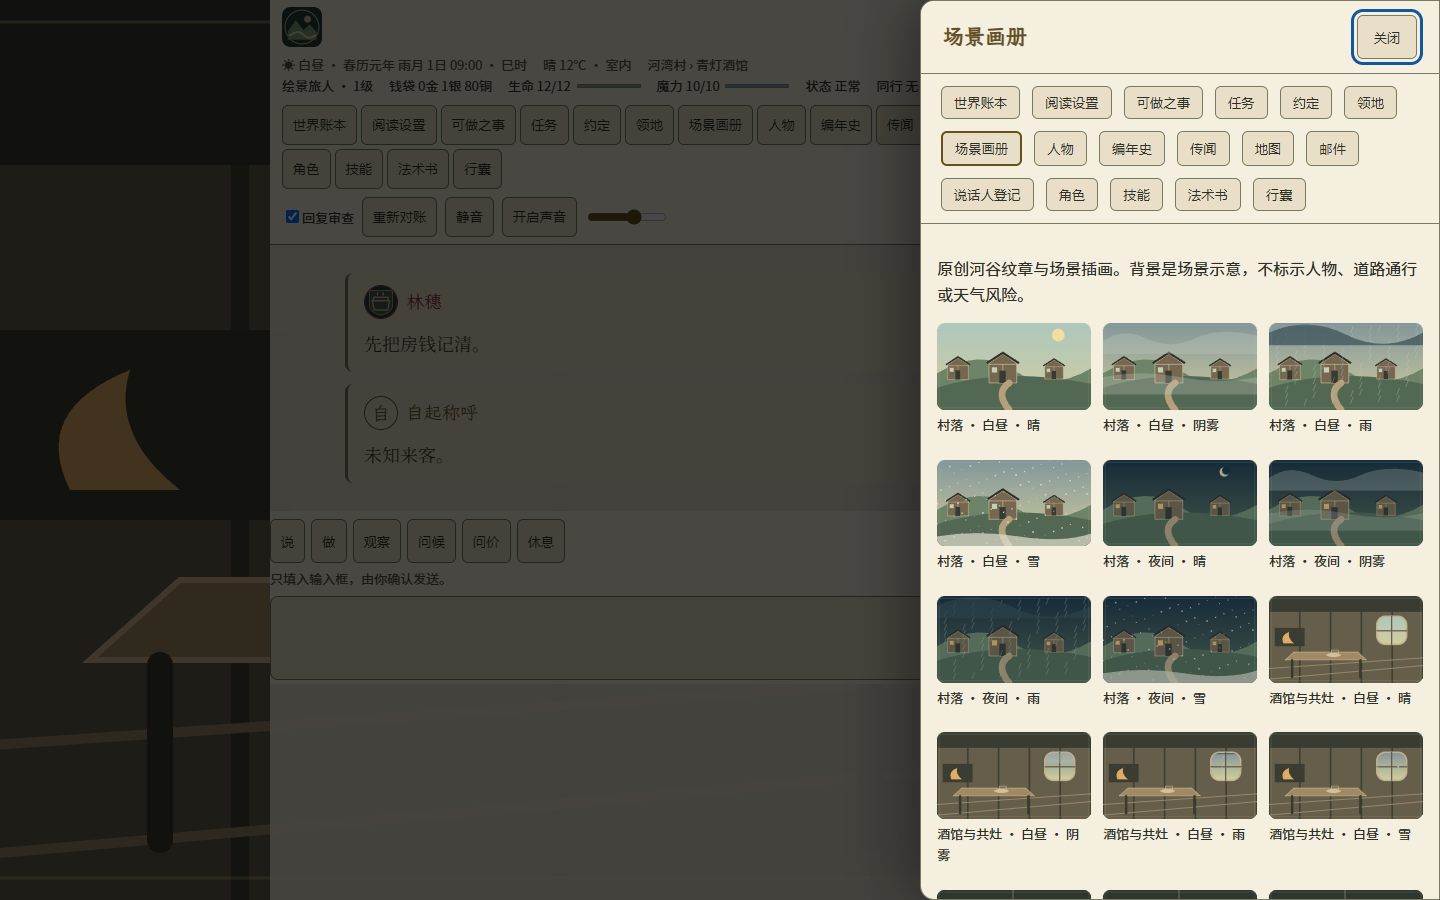 ☀ 白昼 · 春历元年 雨月 1日 09:00 · 巳时 晴 12°C · 室内 河湾村 › 青灯酒馆
绘景旅人 · 1级 钱袋 0金 1银 80铜 生命 12/12 魔力 10/10 状态 正常 同行 无
世界账本 阅读设置 可做之事 任务 约定 领地 场景画册 人物 编年史 传闻
角色 技能 法术书 行囊
回复审查 重新对账 静音 开启声音
林穗
先把房钱记清。
自 自起称呼
未知来客。
说 做 观察 问候 问价 休息
只填入输入框，由你确认发送。
场景画册 关闭
世界账本 阅读设置 可做之事 任务 约定 领地
场景画册 人物 编年史 传闻 地图 邮件
说话人登记 角色 技能 法术书 行囊
原创河谷纹章与场景插画。背景是场景示意，不标示人物、道路通行
或天气风险。
村落 · 白昼 · 晴 村落 · 白昼 · 阴雾 村落 · 白昼 · 雨
村落 · 白昼 · 雪 村落 · 夜间 · 晴 村落 · 夜间 · 阴雾
村落 · 夜间 · 雨 村落 · 夜间 · 雪 酒馆与共灶 · 白昼 · 晴
酒馆与共灶 · 白昼 · 阴 酒馆与共灶 · 白昼 · 雨 酒馆与共灶 · 白昼 · 雪
雾